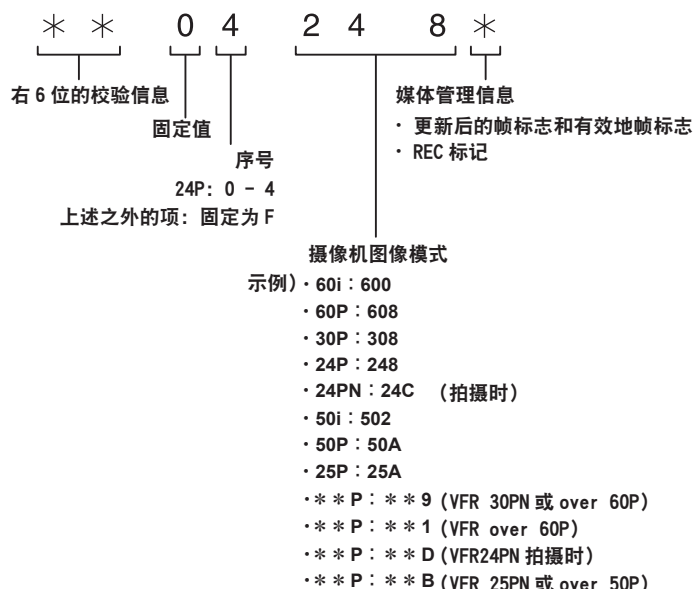 ＊ ＊ 0 4 2 4 8 ＊
右 6 位的校验信息
固定值
序号
24P: 0 - 4
上述之外的项: 固定为 F
媒体管理信息
· 更新后的帧标志和有效地帧标志
· REC 标记
摄像机图像模式
示例) · 60i : 600
· 60P : 608
· 30P : 308
· 24P : 248
· 24PN : 24C （拍摄时）
· 50i : 502
· 50P : 50A
· 25P : 25A
·＊＊P : ＊＊9 (VFR 30PN 或 over 60P)
·＊＊P : ＊＊1 (VFR over 60P)
·＊＊P : ＊＊D (VFR24PN 拍摄时)
·＊＊P : ＊＊B (VFR 25PN 或 over 50P)